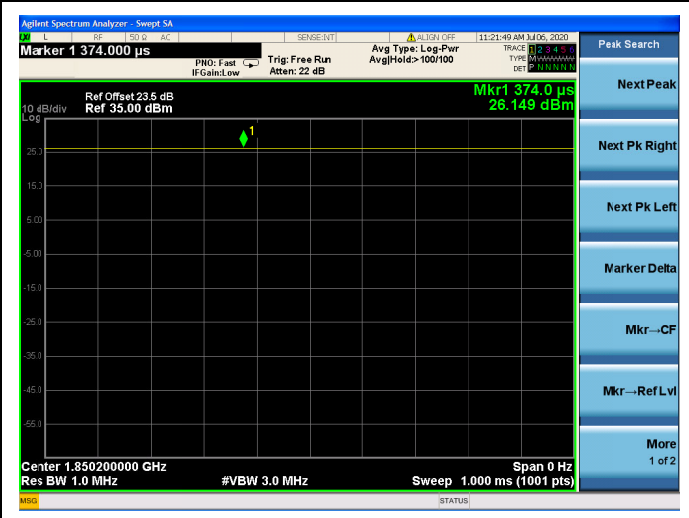 Agilent Spectrum Analyzer - Swept SA
L RF 50 Ω AC SENSE:INT ALIGN OFF 11:21:49 AM Jul 06, 2020
Marker 1 374.000 µs
PNO: Fast
IFGain:Low
Trig: Free Run
Atten: 22 dB
Avg Type: Log-Pwr
Avg|Hold:>100/100
TRACE 1 2 3 4 5 6
TYPE M
DET P N N N N N
Peak Search
Next Peak
Next Pk Right
Next Pk Left
Marker Delta
Mkr→CF
Mkr→Ref Lvl
More
1 of 2
Ref Offset 23.5 dB
10 dB/div Ref 35.00 dBm
Log
Mkr1 374.0 µs
26.149 dBm
1
25.0
15.0
5.00
-5.00
-15.0
-25.0
-35.0
-45.0
-55.0
Center 1.850200000 GHz Span 0 Hz
Res BW 1.0 MHz #VBW 3.0 MHz Sweep 1.000 ms (1001 pts)
MSG STATUS